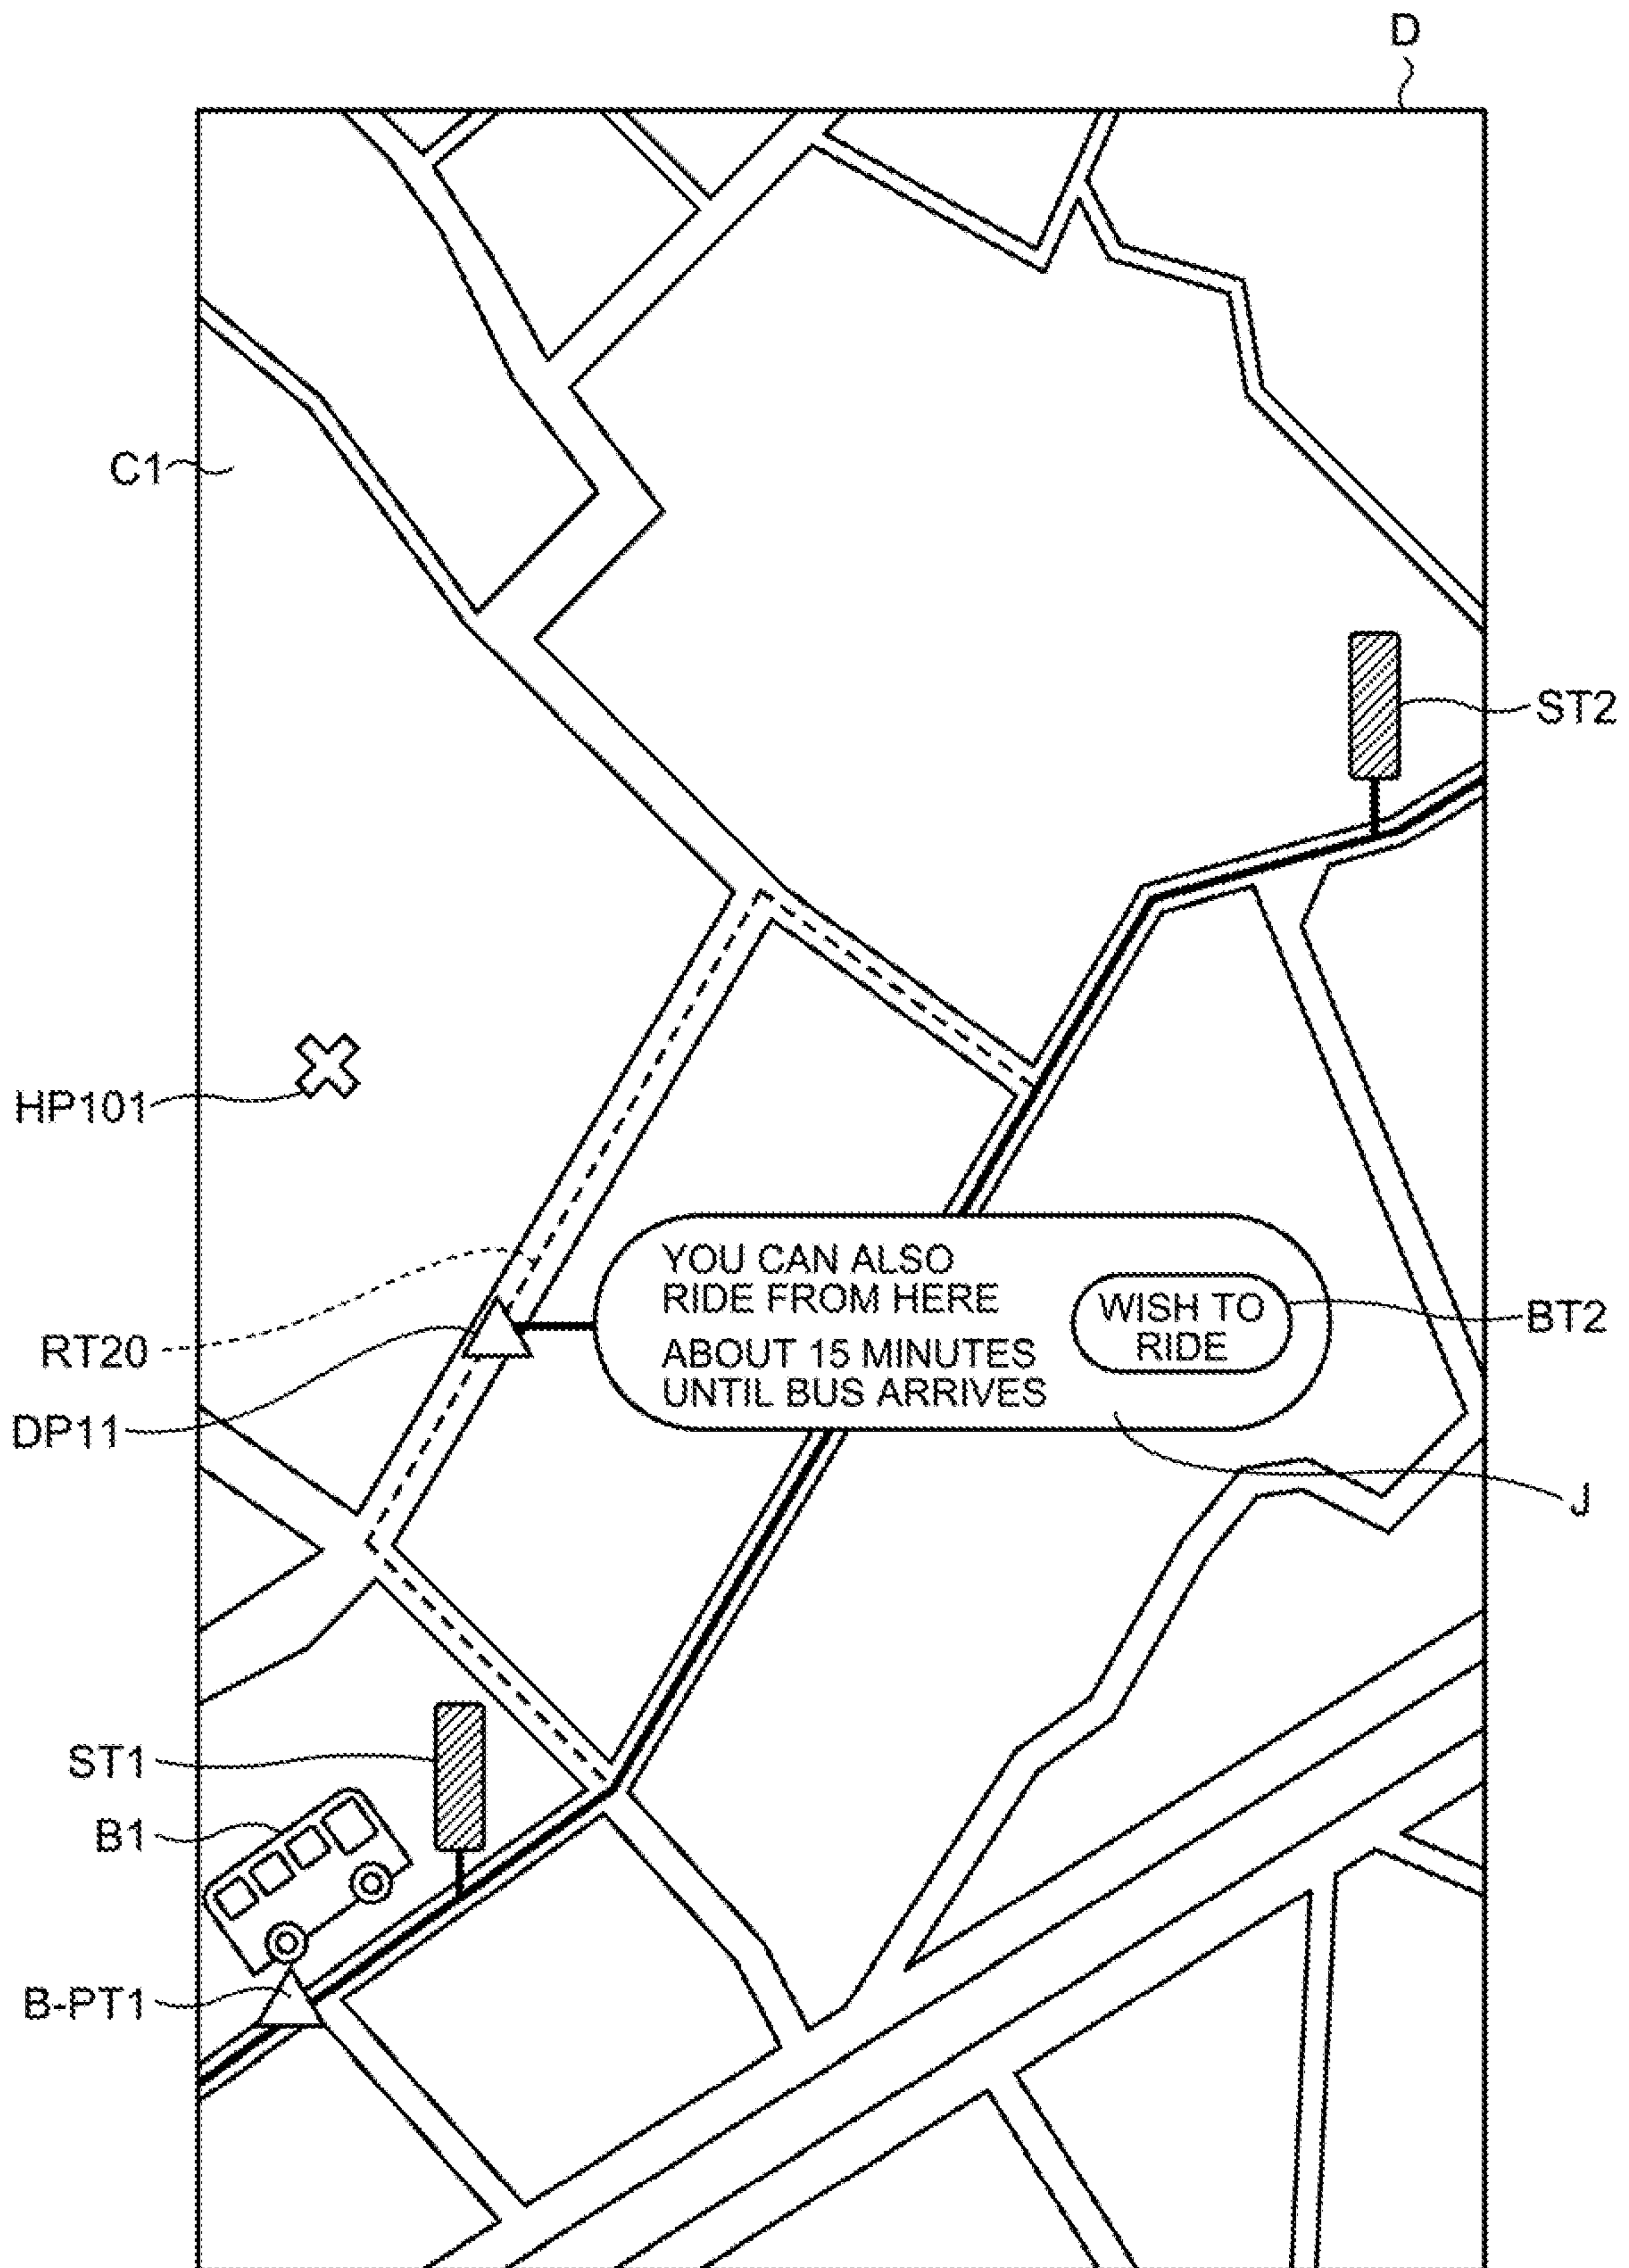 D
C1
ST2
HP101
YOU CAN ALSO
RIDE FROM HERE
ABOUT 15 MINUTES
UNTIL BUS ARRIVES
WISH TO
RIDE
BT2
RT20
DP11
J
ST1
B1
B-PT1